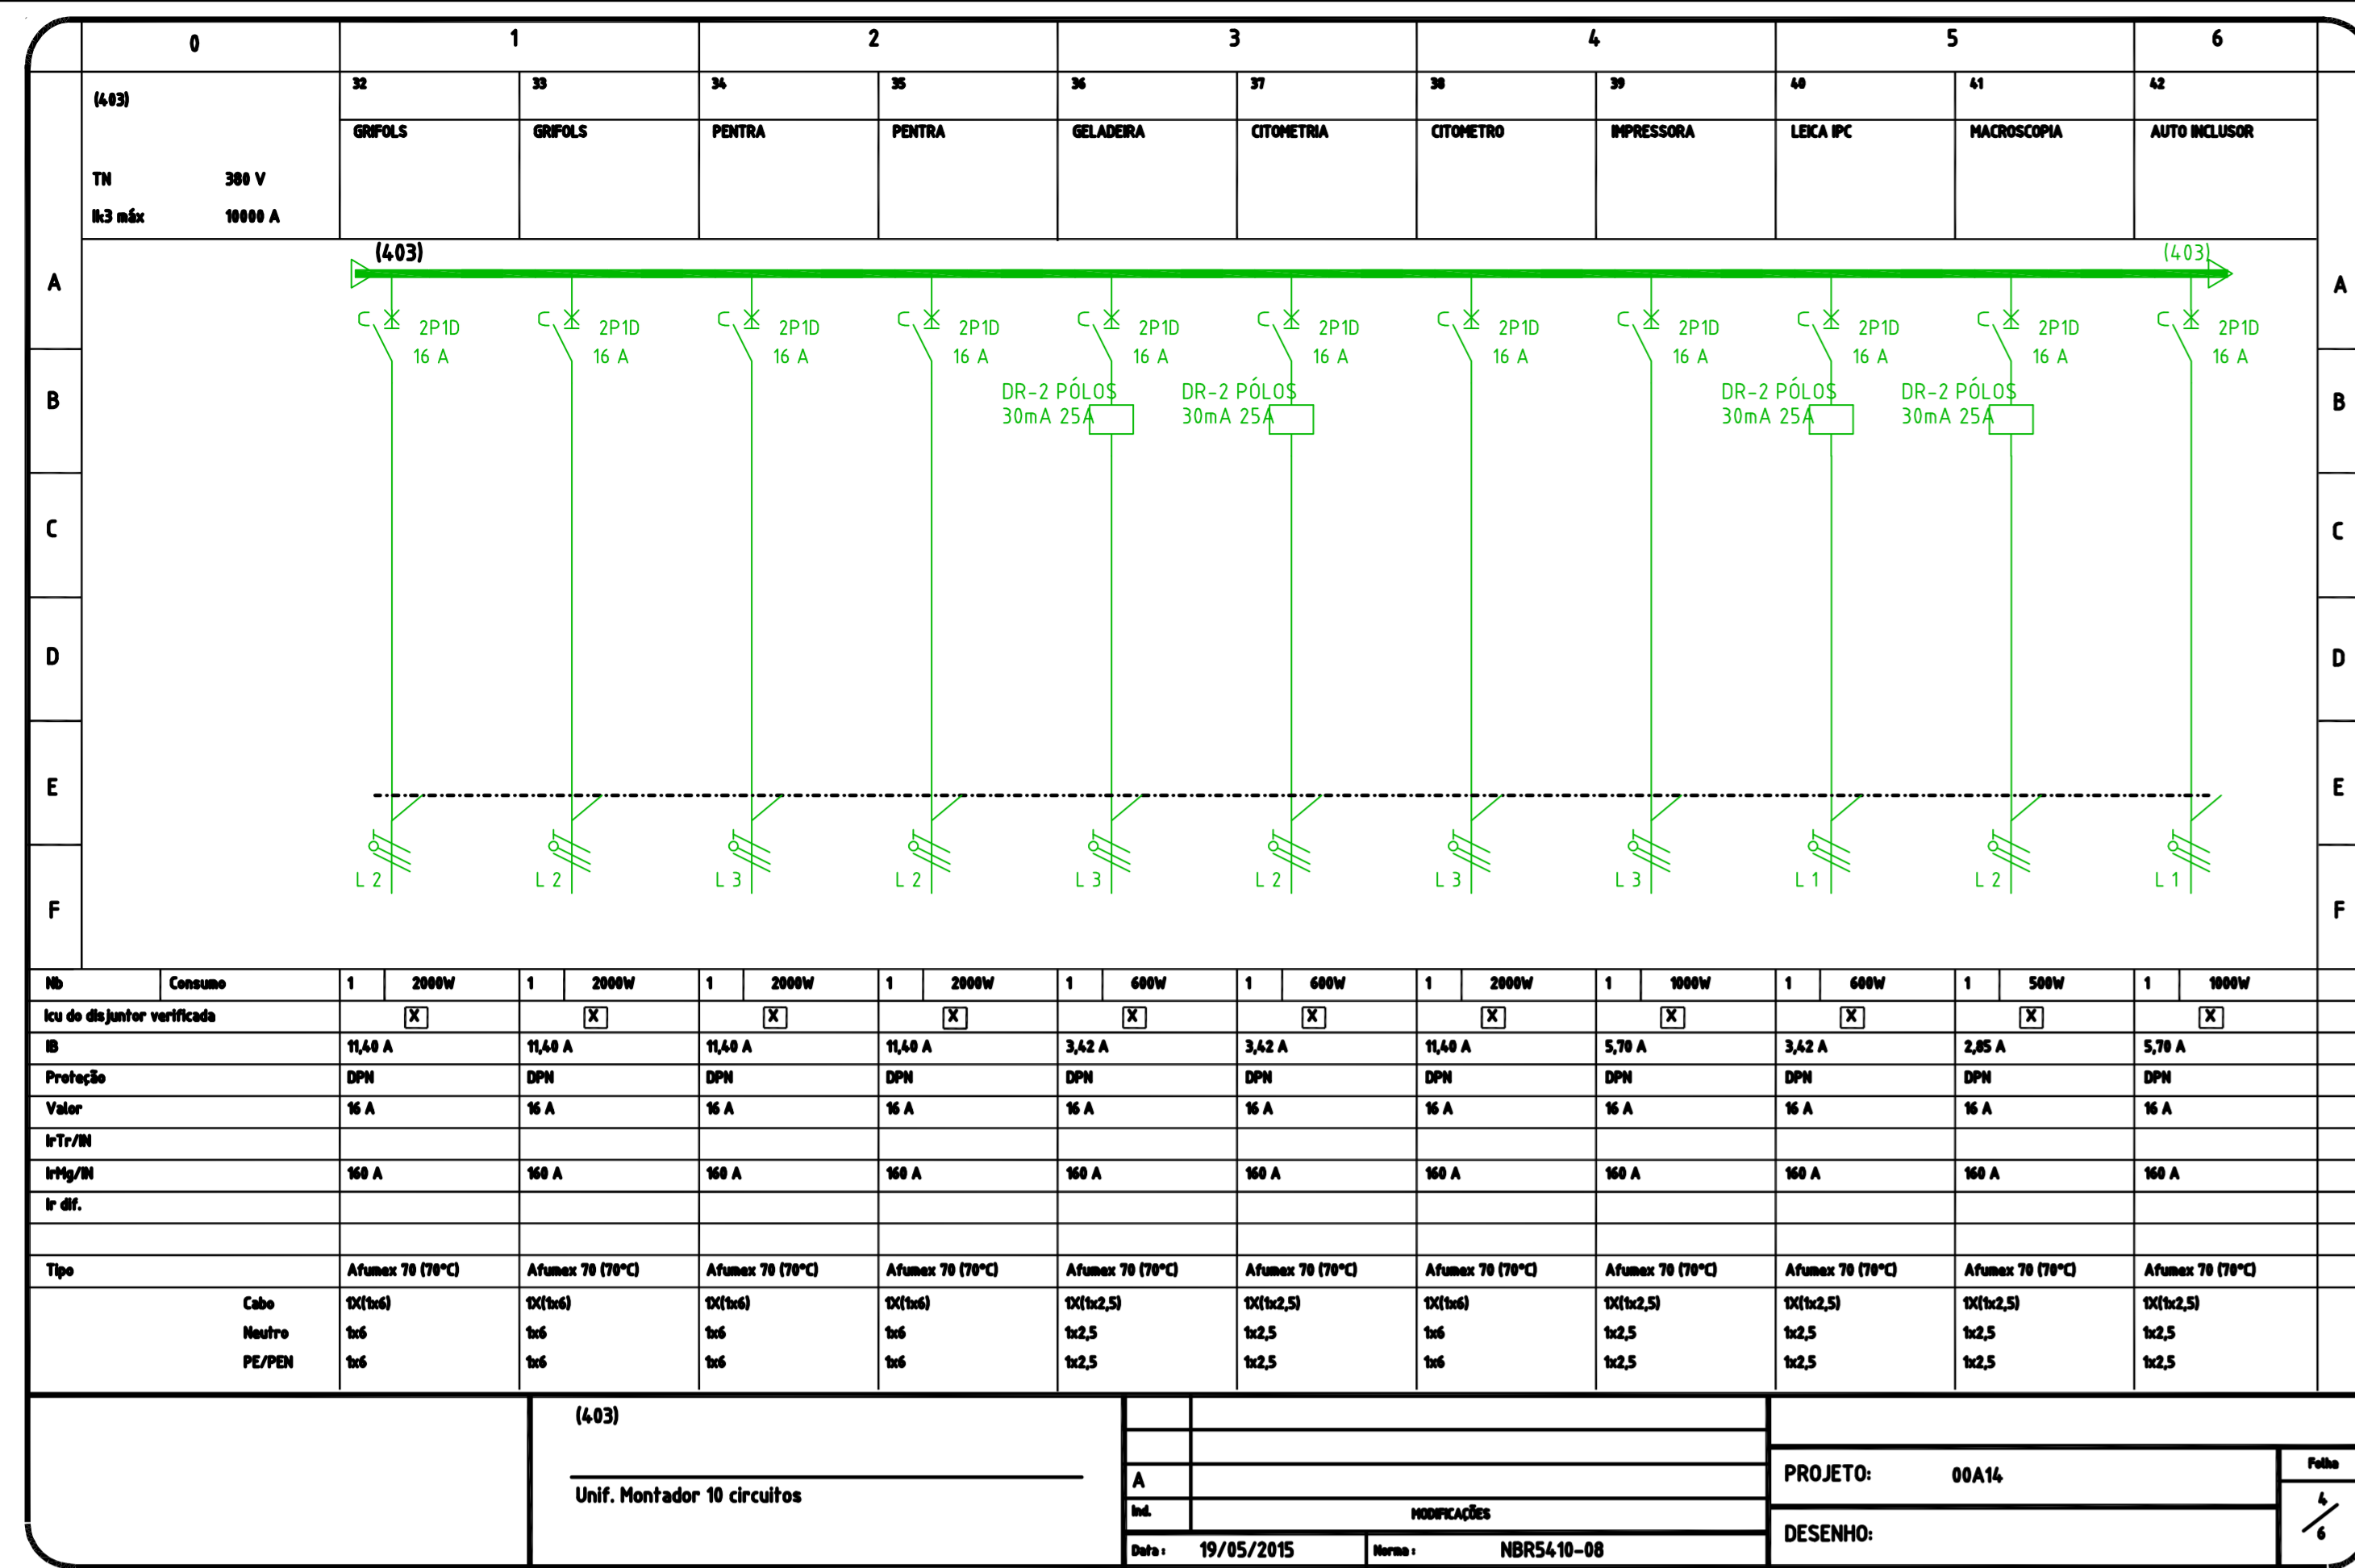 0 1 2 3 4 5 6
(403) 32 33 34 35 36 37 38 39 40 41 42
GRIFOLS GRIFOLS PENTRA PENTRA GELADEIRA CITOMETRIA CITOMETRO IMPRESSORA LEICA IPC MACROSCOPIA AUTO INCLUSOR
TN 380 V
Ik3 máx 10000 A
(403) (403)
A A
C 2P1D C 2P1D C 2P1D C 2P1D C 2P1D C 2P1D C 2P1D C 2P1D C 2P1D C 2P1D C 2P1D
16 A 16 A 16 A 16 A 16 A 16 A 16 A 16 A 16 A 16 A 16 A
DR-2 PÓLOS DR-2 PÓLOS DR-2 PÓLOS DR-2 PÓLOS
B B
30mA 25A 30mA 25A 30mA 25A 30mA 25A
C C
D D
E E
L 2 L 2 L 3 L 2 L 3 L 2 L 3 L 3 L 1 L 2 L 1
F F
Nb Consumo 1 2000W 1 2000W 1 2000W 1 2000W 1 600W 1 600W 1 2000W 1 1000W 1 600W 1 500W 1 1000W
Icu do disjuntor verificada X X X X X X X X X X X
IB 11,40 A 11,40 A 11,40 A 11,40 A 3,42 A 3,42 A 11,40 A 5,70 A 3,42 A 2,85 A 5,70 A
Proteção DPN DPN DPN DPN DPN DPN DPN DPN DPN DPN DPN
Valor 16 A 16 A 16 A 16 A 16 A 16 A 16 A 16 A 16 A 16 A 16 A
IrTr/IN
IrMg/IN 160 A 160 A 160 A 160 A 160 A 160 A 160 A 160 A 160 A 160 A 160 A
Ir dif.
Tipo Afumex 70 (70°C) Afumex 70 (70°C) Afumex 70 (70°C) Afumex 70 (70°C) Afumex 70 (70°C) Afumex 70 (70°C) Afumex 70 (70°C) Afumex 70 (70°C) Afumex 70 (70°C) Afumex 70 (70°C) Afumex 70 (70°C)
Cabo 1X(1x6) 1X(1x6) 1X(1x6) 1X(1x6) 1X(1x2,5) 1X(1x2,5) 1X(1x6) 1X(1x2,5) 1X(1x2,5) 1X(1x2,5) 1X(1x2,5)
Neutro 1x6 1x6 1x6 1x6 1x2,5 1x2,5 1x6 1x2,5 1x2,5 1x2,5 1x2,5
PE/PEN 1x6 1x6 1x6 1x6 1x2,5 1x2,5 1x6 1x2,5 1x2,5 1x2,5 1x2,5
(403)
Unif. Montador 10 circuitos
A
Ind. MODIFICAÇÕES
Data : 19/05/2015 Norma : NBR5410-08
PROJETO: 00A14
DESENHO:
Folha
4/6